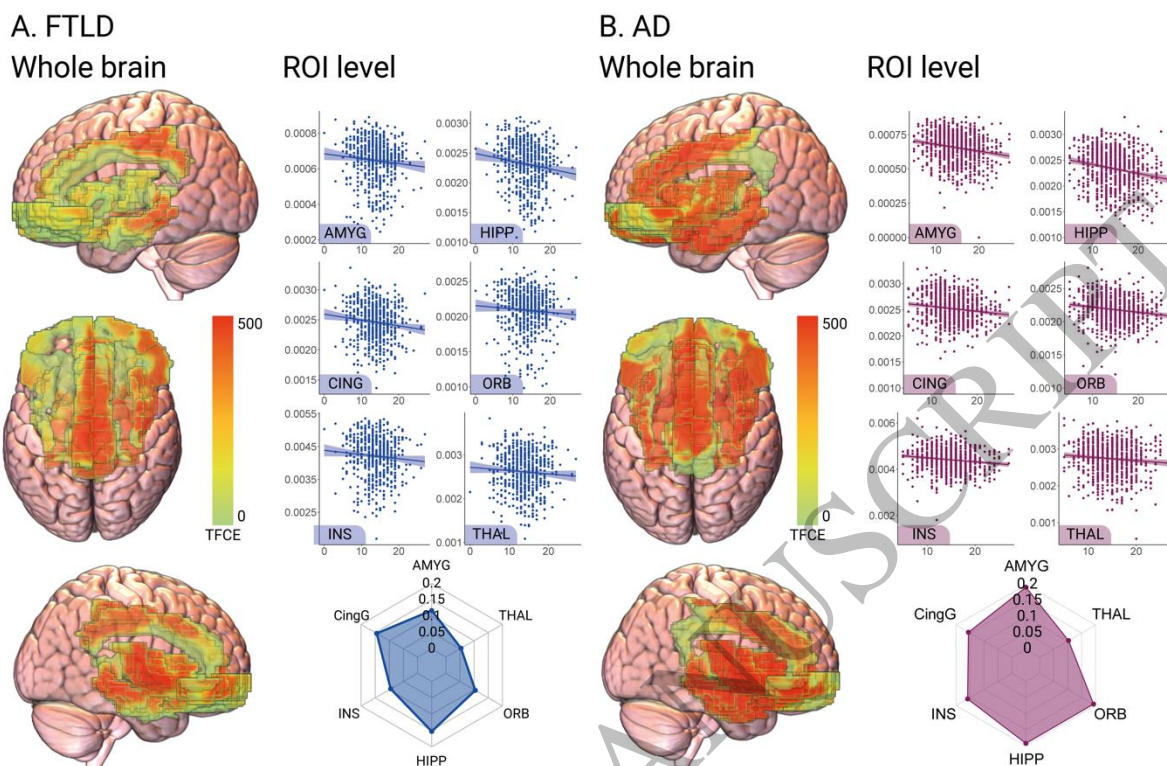 A. FTLD
Whole brain
ROI level
0.0008
0.0006
0.0004
0.0002
AMYG
0
10
20
0.0030
0.0025
0.0020
0.0015
0.0010
HIPP
0
10
20
0.0030
0.0025
0.0020
0.0015
CING
0
10
20
0.0025
0.0020
0.0015
0.0010
ORB
0
10
20
0.0055
0.0045
0.0035
0.0025
INS
0
10
20
0.003
0.002
0.001
THAL
0
10
20
500
0
TFCE
AMYG
0.2
0.15
0.1
0.05
0
THAL
ORB
HIPP
INS
CingG
B. AD
Whole brain
ROI level
0.00075
0.00050
0.00025
0.00000
AMYG
10
20
0.0030
0.0025
0.0020
0.0015
0.0010
HIPP
10
20
0.0030
0.0025
0.0020
0.0015
0.0010
CING
10
20
0.0025
0.0020
0.0015
ORB
10
20
0.006
0.004
0.002
INS
10
20
0.003
0.002
0.001
THAL
10
20
500
0
TFCE
AMYG
0.2
0.15
0.1
0.05
0
THAL
ORB
HIPP
INS
CingG
ANUSCRIPT